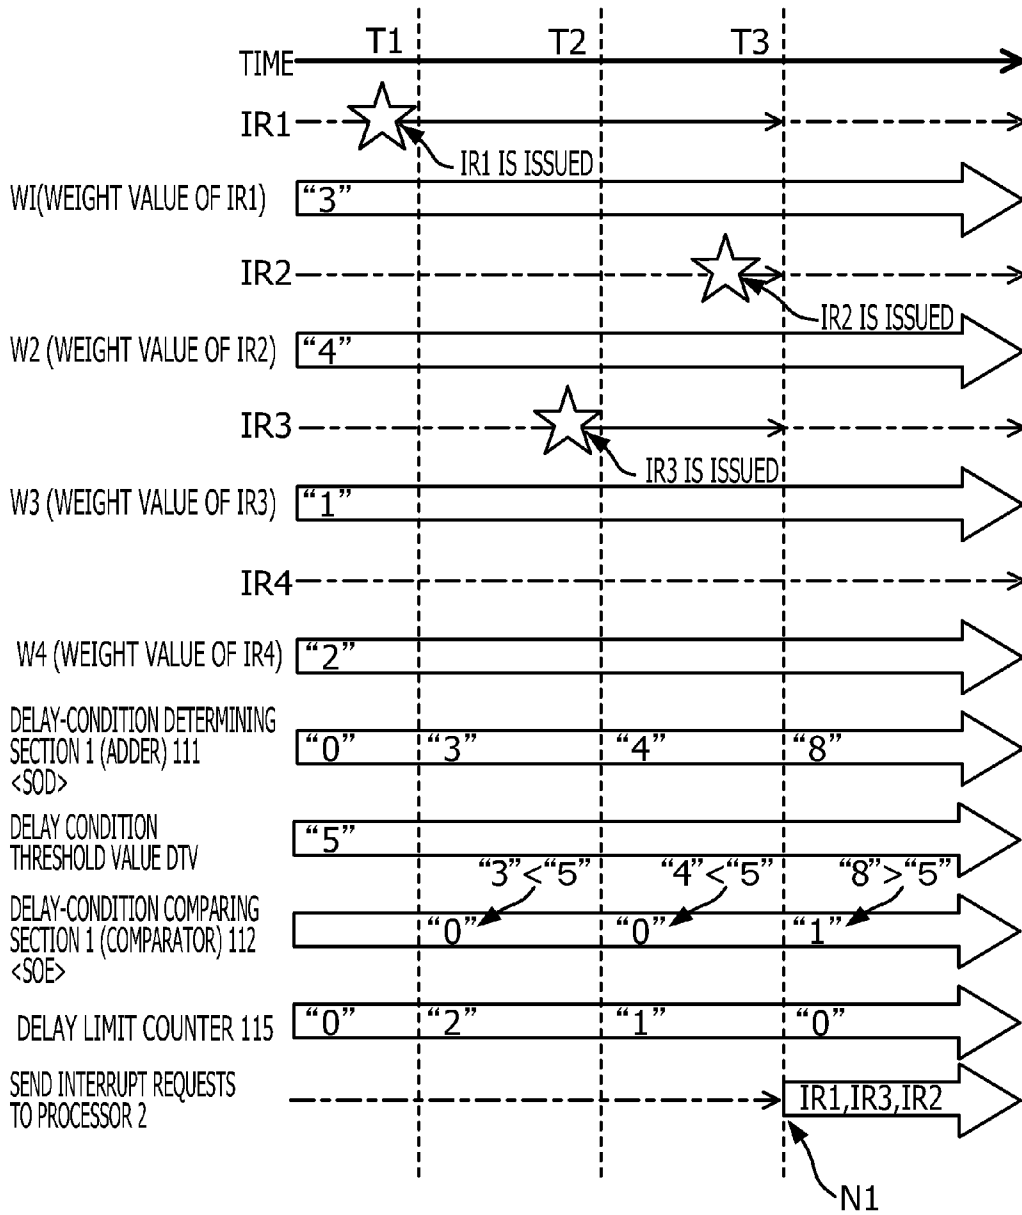 T1 T2 T3
TIME
IR1
IR1 IS ISSUED
WI(WEIGHT VALUE OF IR1) “3”
IR2
IR2 IS ISSUED
W2 (WEIGHT VALUE OF IR2) “4”
IR3
IR3 IS ISSUED
W3 (WEIGHT VALUE OF IR3) “1”
IR4
W4 (WEIGHT VALUE OF IR4) “2”
DELAY-CONDITION DETERMINING
SECTION 1 (ADDER) 111
<SOD>
“0” “3” “4” “8”
DELAY CONDITION
THRESHOLD VALUE DTV
“5”
“3”<“5” “4”<“5” “8”>“5”
DELAY-CONDITION COMPARING
SECTION 1 (COMPARATOR) 112
<SOE>
“0” “0” “1”
DELAY LIMIT COUNTER 115 “0” “2” “1” “0”
SEND INTERRUPT REQUESTS
TO PROCESSOR 2
IR1,IR3,IR2
N1